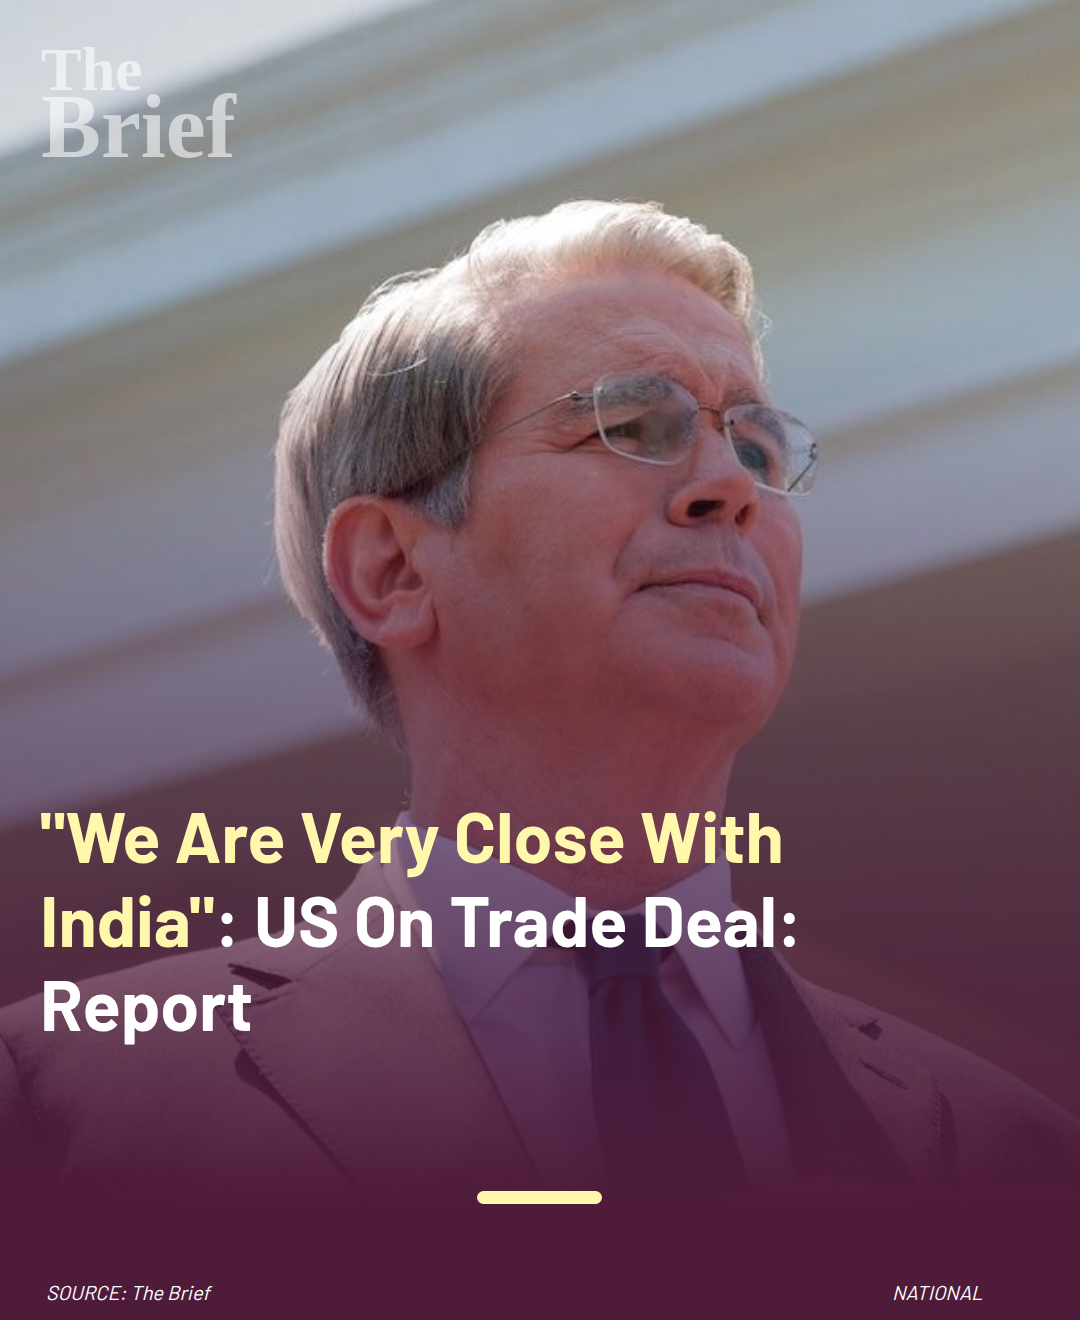 The
Brief
"We Are Very Close With
India": US On Trade Deal:
Report
SOURCE: The Brief
NATIONAL